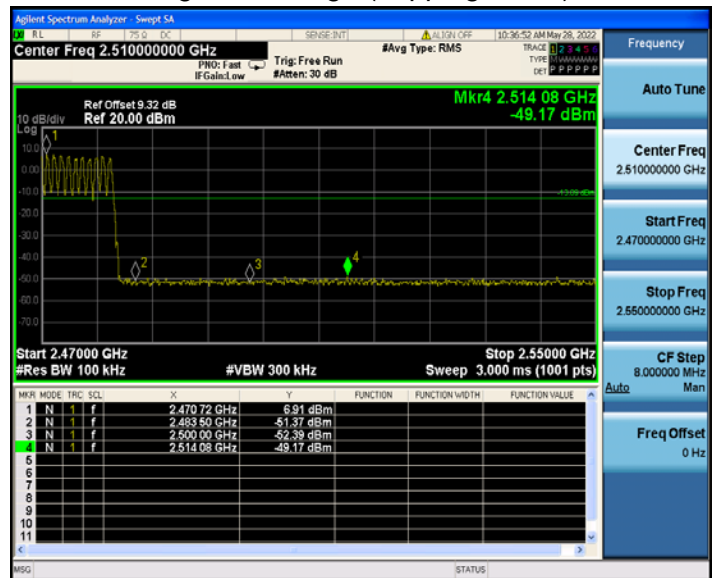 Agilent Spectrum Analyzer - Swept SA
RL RF 75 Ω DC SENSE:INT ALIGN OFF 10:36:52 AM May 28, 2022
Center Freq 2.510000000 GHz #Avg Type: RMS TRACE 1 2 3 4 5 6
PNO: Fast Trig: Free Run TYPE
IFGain:Low #Atten: 30 dB DET P P P P P P
Frequency
Auto Tune
Center Freq
2.510000000 GHz
Start Freq
2.470000000 GHz
Stop Freq
2.550000000 GHz
CF Step
8.000000 MHz
Auto Man
Freq Offset
0 Hz
Mkr4 2.514 08 GHz
-49.17 dBm
Ref Offset 9.32 dB
10 dB/div Ref 20.00 dBm
Log
10.0
0.00
-10.0
-20.0
-30.0
-40.0
-50.0
-60.0
-70.0
1
2
3
4
-13.09 dBm
Start 2.47000 GHz Stop 2.55000 GHz
#Res BW 100 kHz #VBW 300 kHz Sweep 3.000 ms (1001 pts)
MKR MODE TRC SCL X Y FUNCTION FUNCTION WIDTH FUNCTION VALUE
1 N 1 f 2.470 72 GHz 6.91 dBm
2 N 1 f 2.483 50 GHz -51.37 dBm
3 N 1 f 2.500 00 GHz -52.39 dBm
4 N 1 f 2.514 08 GHz -49.17 dBm
5
6
7
8
9
10
11
MSG STATUS